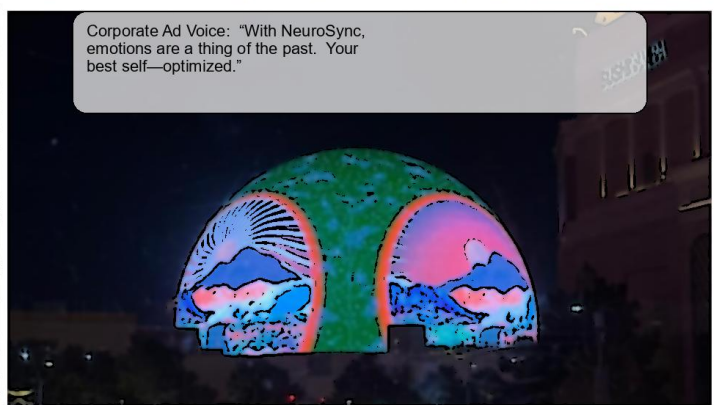 Corporate Ad Voice:  “With NeuroSync,
emotions are a thing of the past.  Your
best self—optimized.”